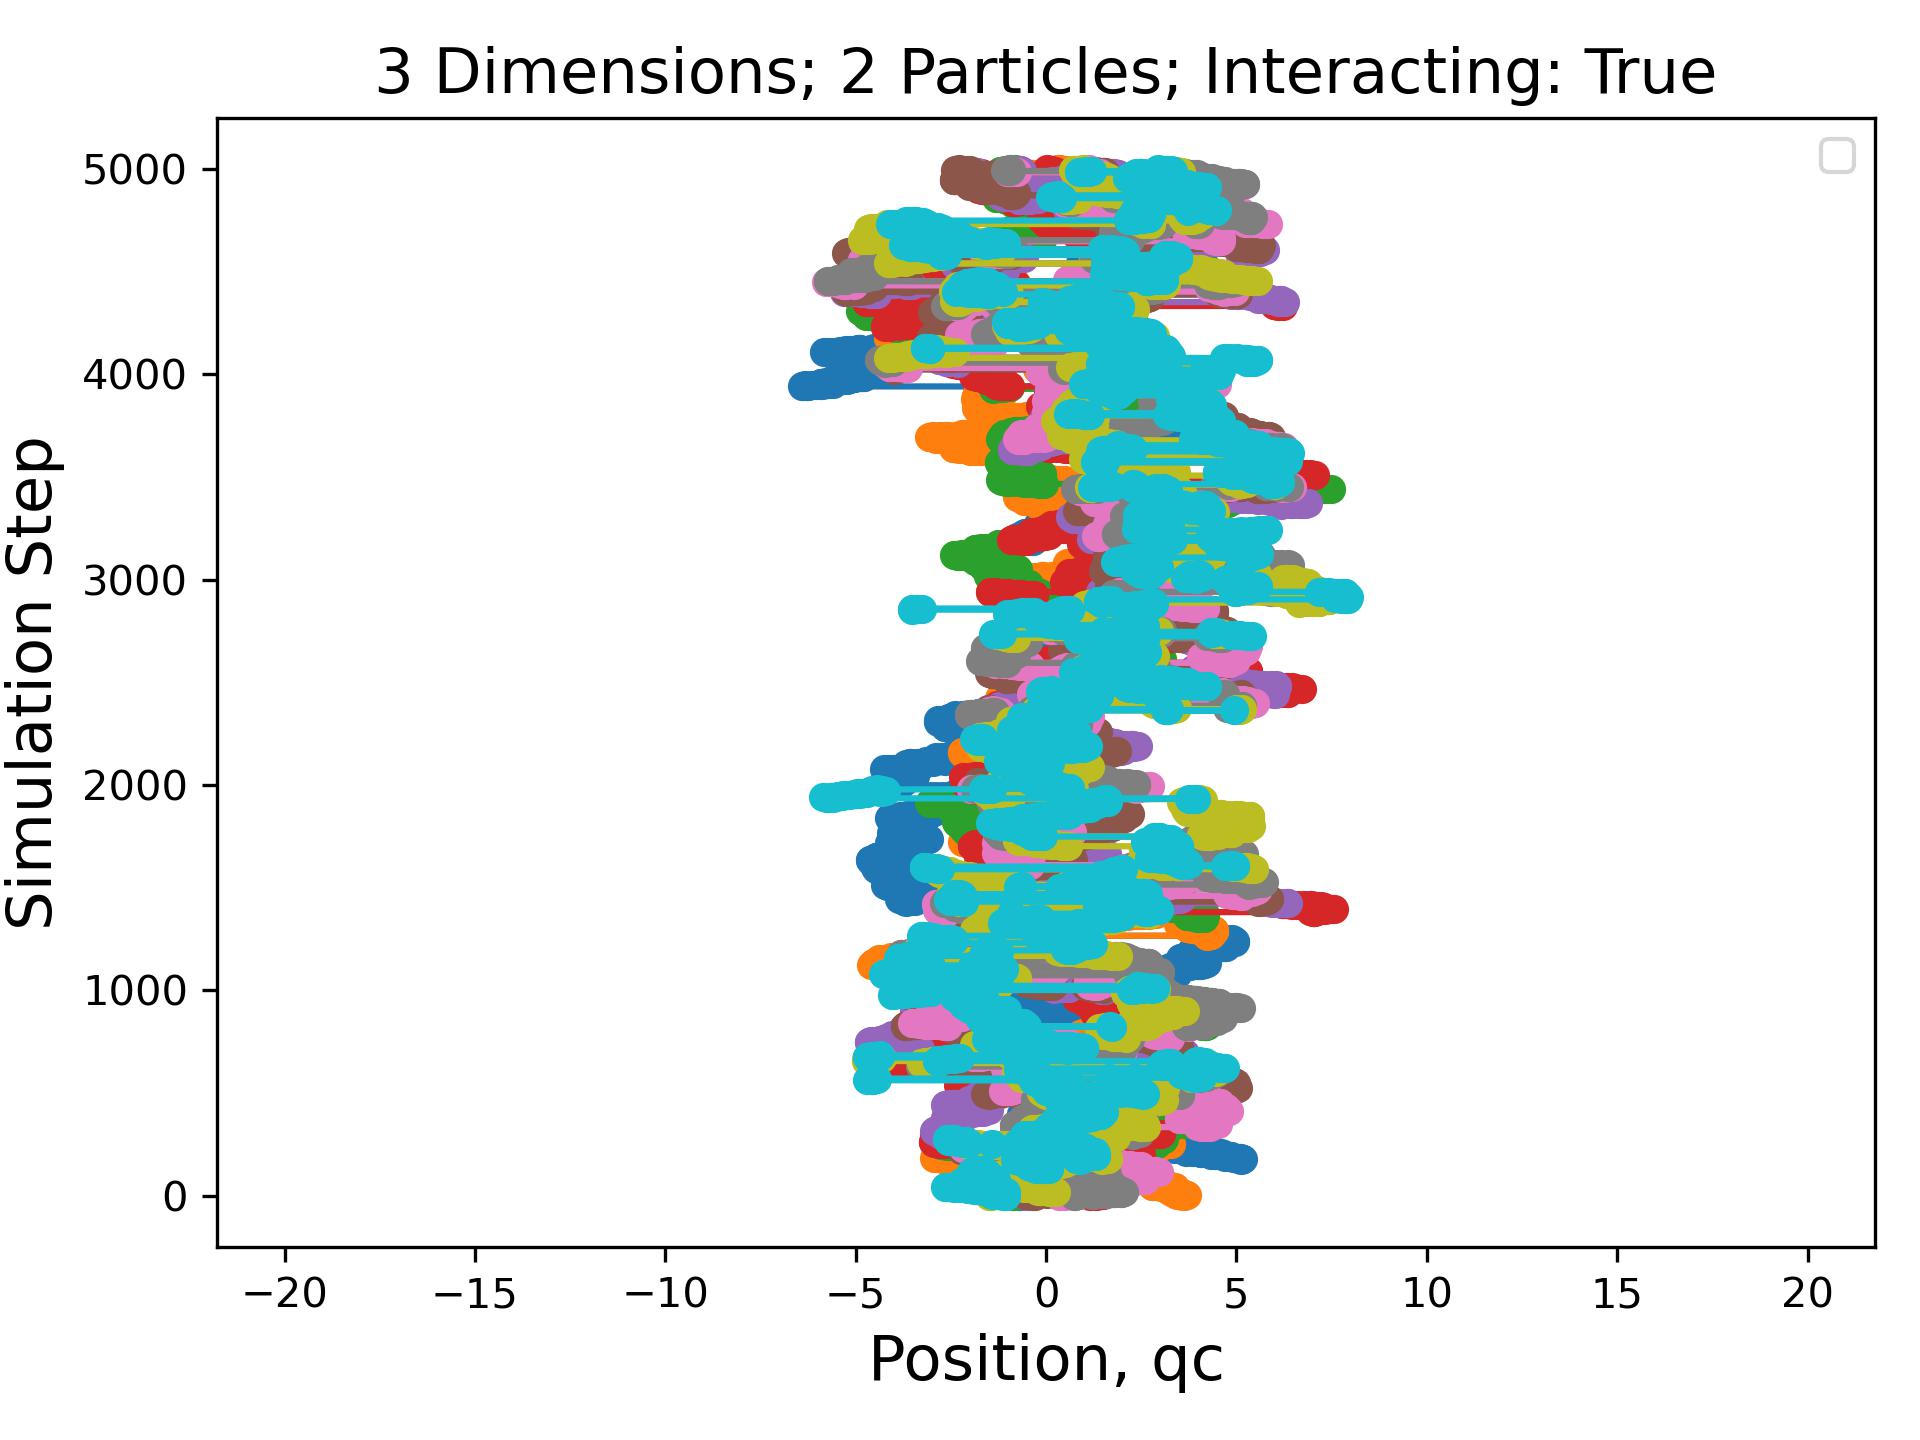 3 Dimensions; 2 Particles; Interacting: True
Simulation Step
5000
4000
3000
2000
1000
0
−20 −15 −10 −5 0 5 10 15 20
Position, qc